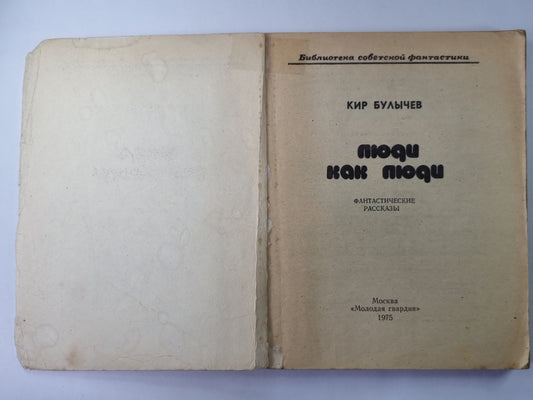 Библиотека советской фантастики
КИР БУЛЫЧЕВ
люди
как люди
ФАНТАСТИЧЕСКИЕ
РАССКАЗЫ
Москва
«Молодая гвардия»
1975